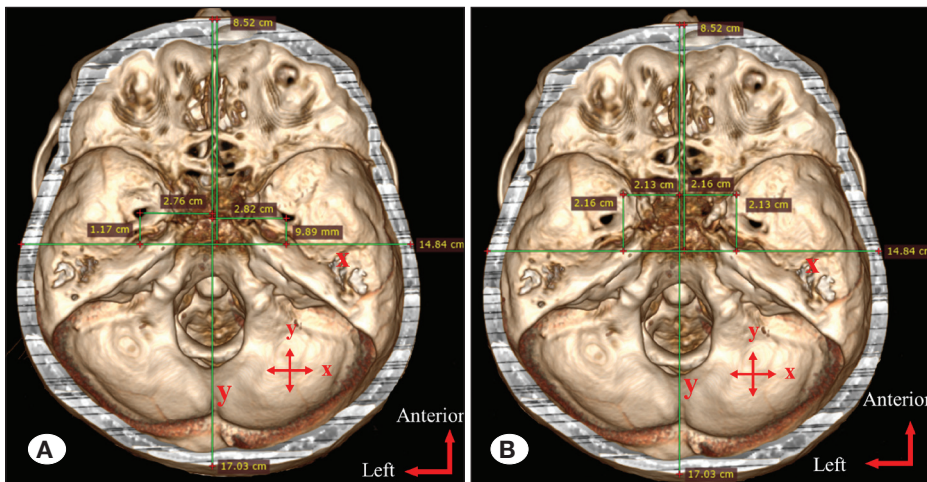 8.52 cm
2.76 cm
2.82 cm
1.17 cm
9.89 mm
14.84 cm
x
y
x
y
Anterior
Left
A
17.03 cm
8.52 cm
2.13 cm
2.16 cm
2.16 cm
2.13 cm
14.84 cm
x
y
x
y
Anterior
Left
B
17.03 cm